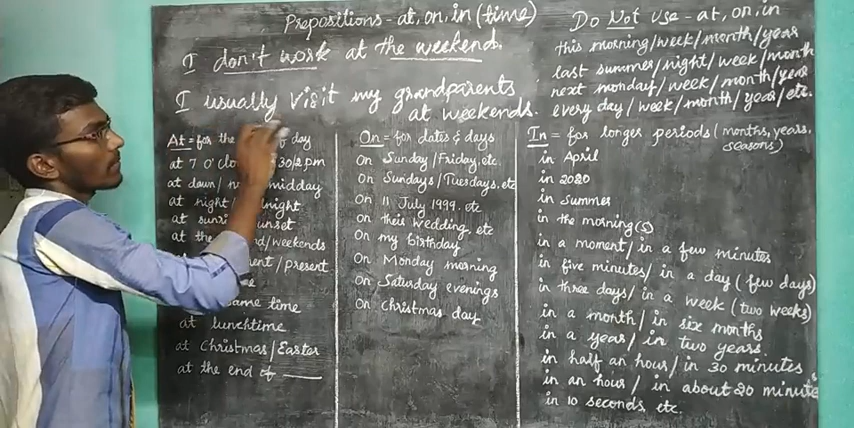 Prepositions - at, on, in (time)
I don't work at the weekend.
I usually visit my grandparents
at weekends.
Do Not use - at, on, in
this morning/week/month/year
last summer/night/week/month
next monday/week/month/year
every day/week/month/year/etc.
At = for the of day
at 7 O' 30/2 pm
at dawn/ midday
at night/
at
at the /weekends
/present
same time
at lunchtime
at Christmas/Easter
at the end of ____
On = for dates & days
on Sunday/Friday, etc.
on Sundays/Tuesdays, etc
on 11 July 1999, etc
on their wedding, etc
on my birthday
on Monday morning
on Saturday evenings
on Christmas day
In = for longer periods (months, years,
seasons)
in April
in 2020
in summer
in the morning(s)
in a moment/in a few minutes
in five minutes/ in a day (few days)
in three days/in a week (two weeks)
in a month/in six months
in a year/in two years.
in half an hour/in 30 minutes
in an hour/ in about 20 minutes
in 10 seconds, etc.